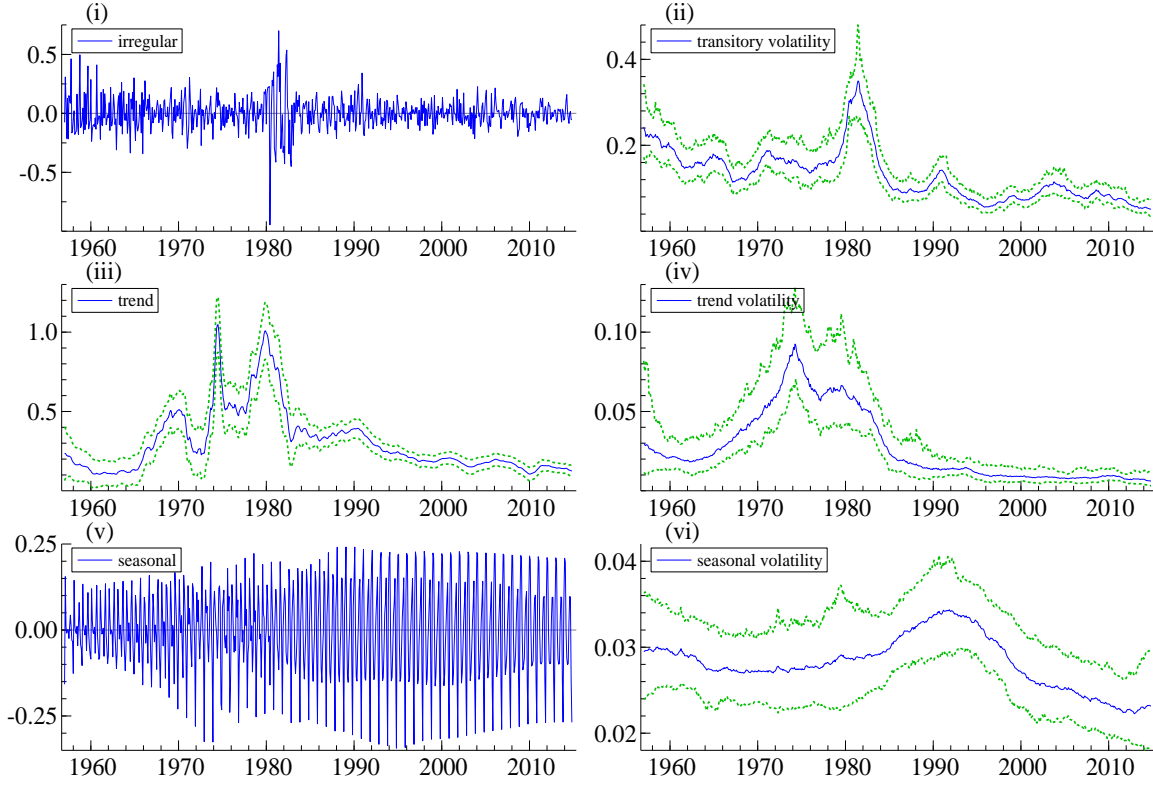 (i)
irregular
0.5
0.0
-0.5
1960 1970 1980 1990 2000 2010
(ii)
transitory volatility
0.4
0.2
1960 1970 1980 1990 2000 2010
(iii)
trend
1.0
0.5
1960 1970 1980 1990 2000 2010
(iv)
trend volatility
0.10
0.05
1960 1970 1980 1990 2000 2010
(v)
seasonal
0.25
0.00
-0.25
1960 1970 1980 1990 2000 2010
(vi)
seasonal volatility
0.04
0.03
0.02
1960 1970 1980 1990 2000 2010